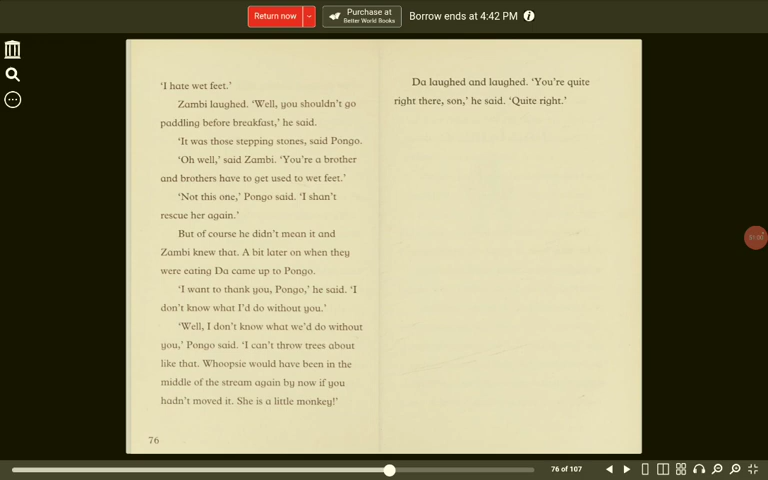 Return now
Purchase at
Better World Books
Borrow ends at 4:42 PM
‘I hate wet feet.’
Zambi laughed. ‘Well, you shouldn’t go
paddling before breakfast,’ he said.
‘It was those stepping stones, said Pongo.
‘Oh well,’ said Zambi. ‘You’re a brother
and brothers have to get used to wet feet.’
‘Not this one,’ Pongo said. ‘I shan’t
rescue her again.’
But of course he didn’t mean it and
Zambi knew that. A bit later on when they
were eating Da came up to Pongo.
‘I want to thank you, Pongo,’ he said. ‘I
don’t know what I’d do without you.’
‘Well, I don’t know what we’d do without
you,’ Pongo said. ‘I can’t throw trees about
like that. Whoopsie would have been in the
middle of the stream again by now if you
hadn’t moved it. She is a little monkey!’
76
Da laughed and laughed. ‘You’re quite
right there, son,’ he said. ‘Quite right.’
76 of 107